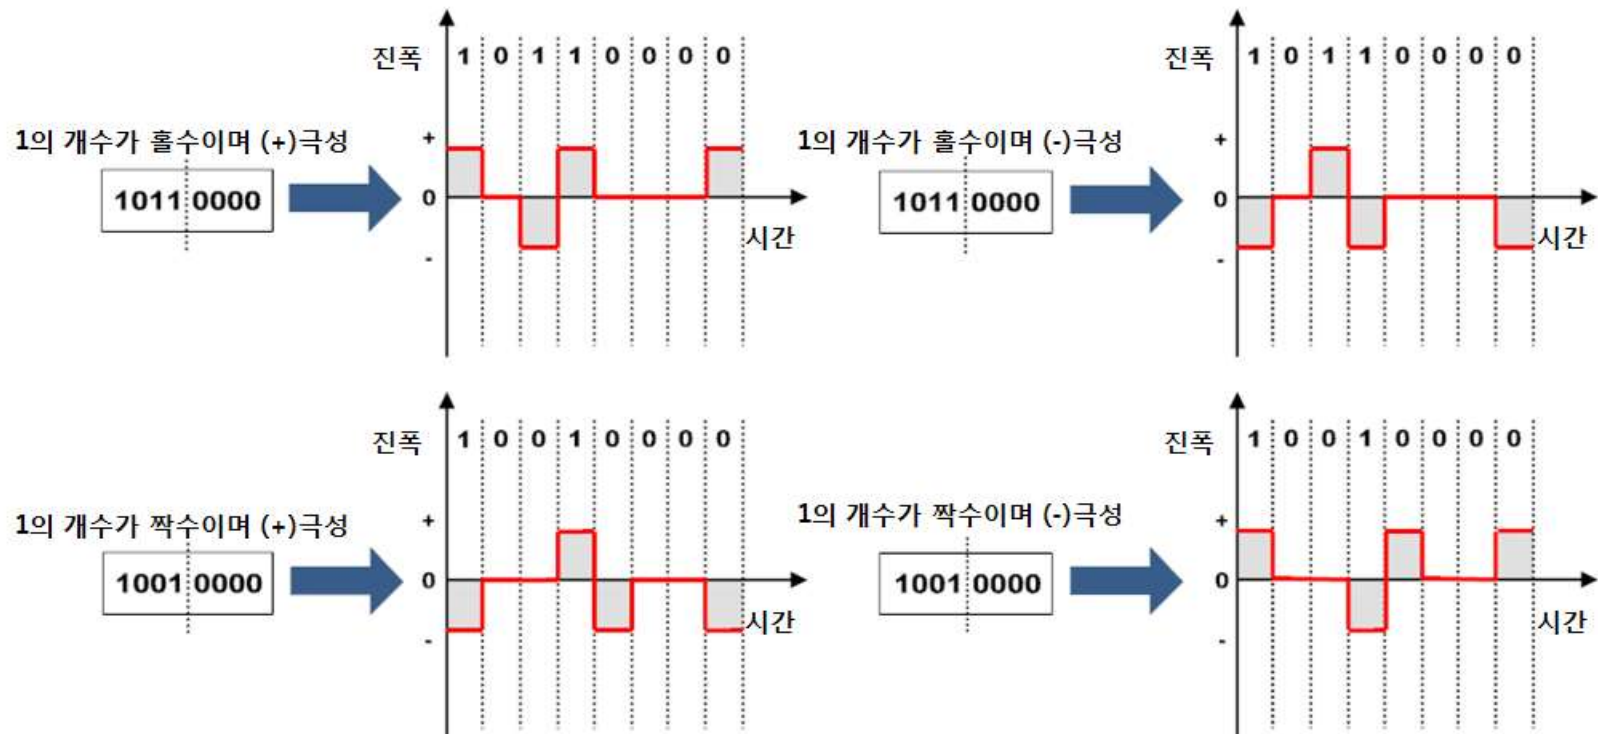 진폭 1 0 1 1 0 0 0 0
1의 개수가 홀수이며 (+)극성
+
1011 0000
0
시간
-
진폭 1 0 1 1 0 0 0 0
1의 개수가 홀수이며 (-)극성
+
1011 0000
0
시간
-
진폭 1 0 0 1 0 0 0 0
1의 개수가 짝수이며 (+)극성
+
1001 0000
0
시간
-
진폭 1 0 0 1 0 0 0 0
1의 개수가 짝수이며 (-)극성
+
1001 0000
0
시간
-